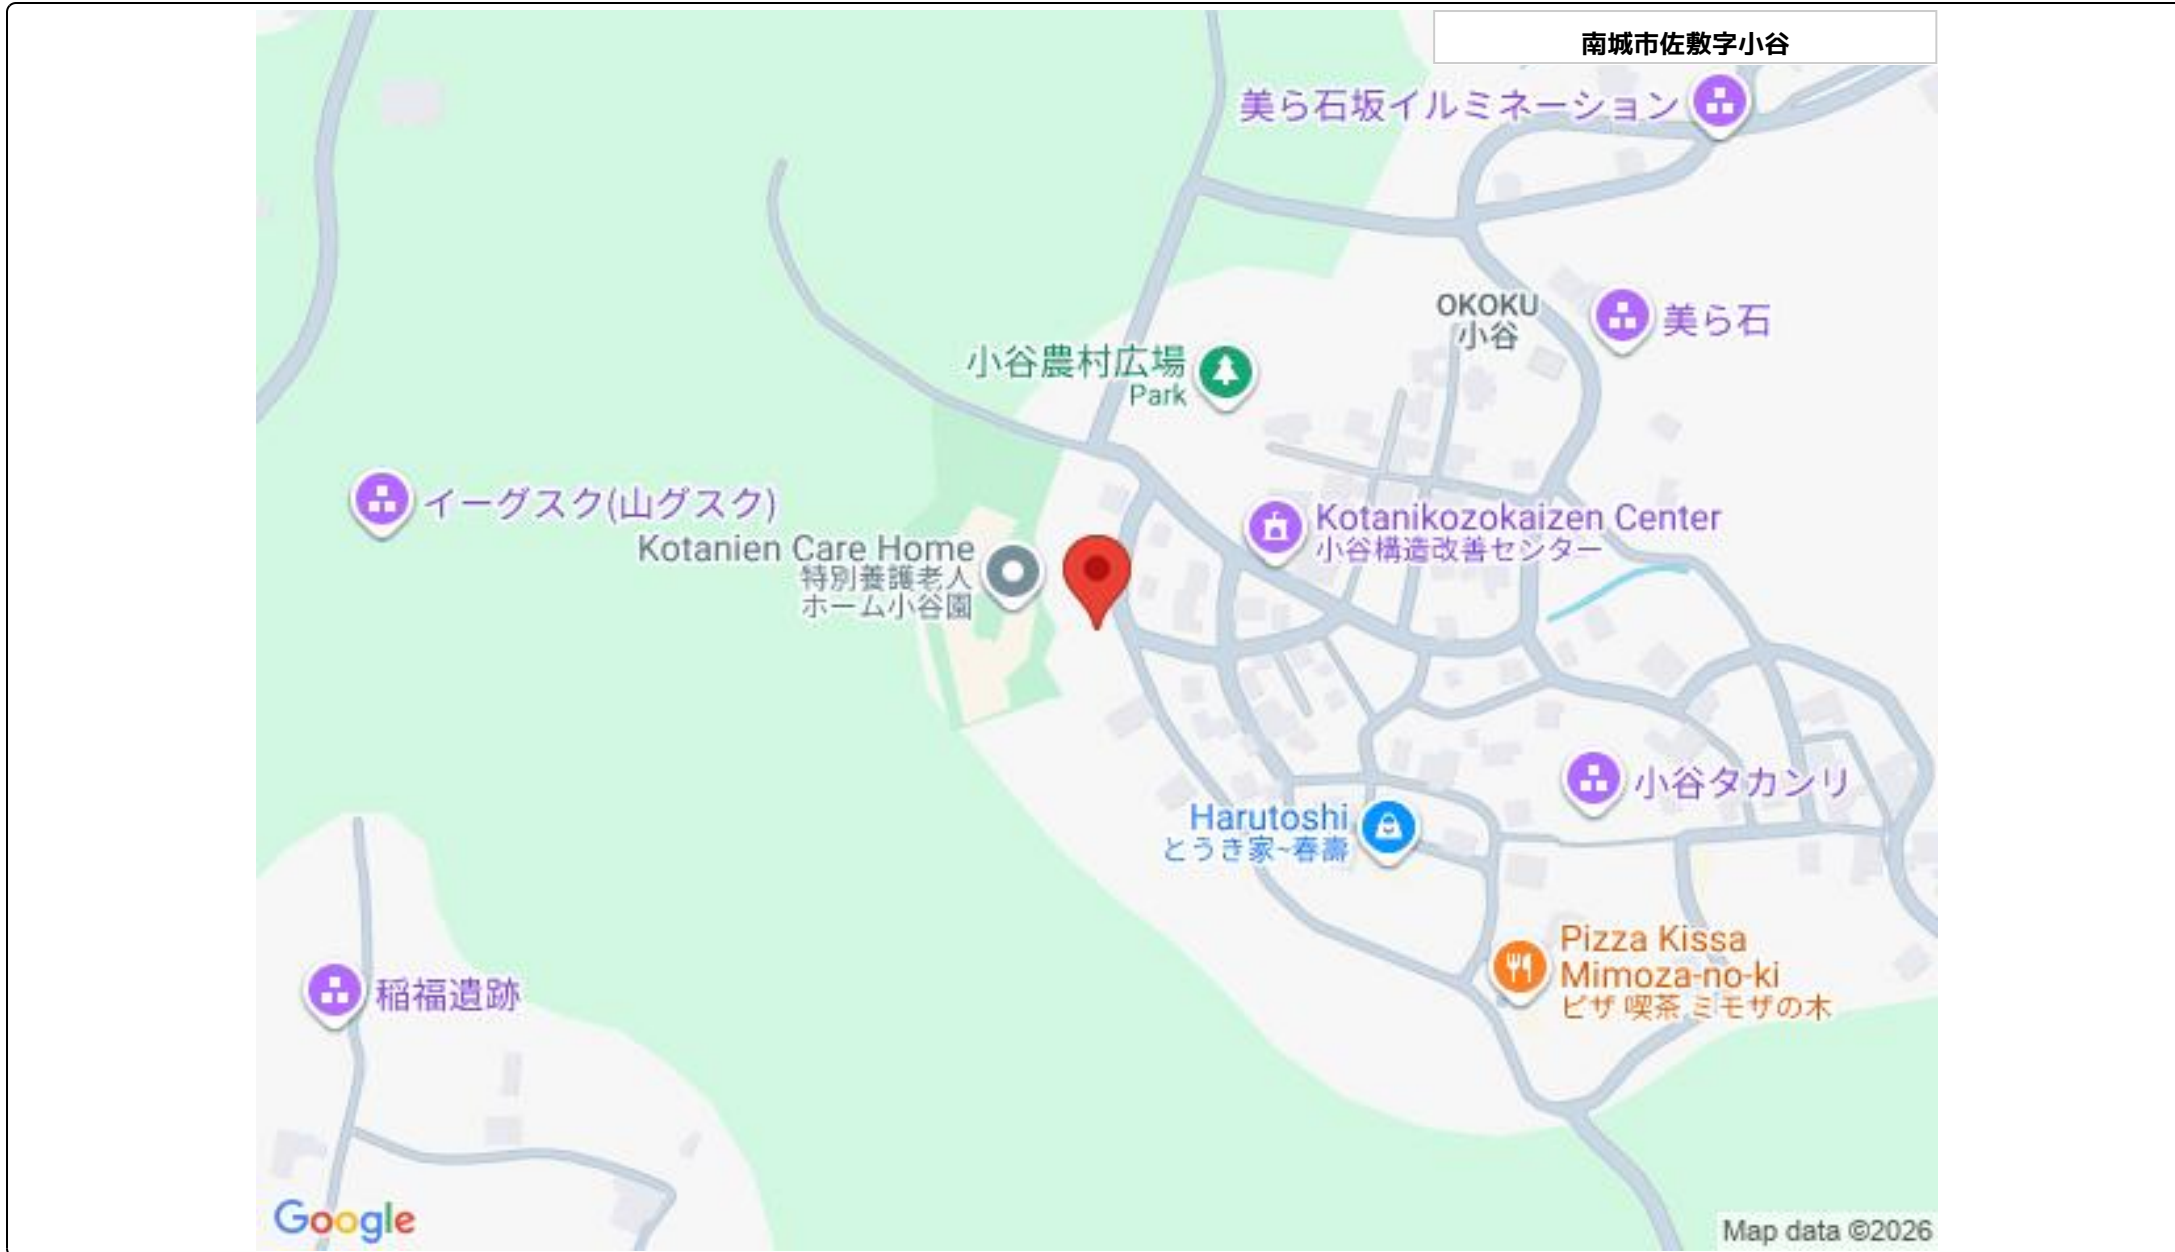 南城市佐敷字小谷
美ら石坂イルミネーション
OKOKU
小谷
美ら石
小谷農村広場
Park
イーグスク(山グスク)
Kotanien Care Home
特別養護老人
ホーム小谷園
Kotanikozokaizen Center
小谷構造改善センター
小谷タカンリ
Harutoshi
とうき家~春壽
Pizza Kissa
Mimoza-no-ki
ピザ 喫茶 ミモザの木
稲福遺跡
Google
Map data ©2026